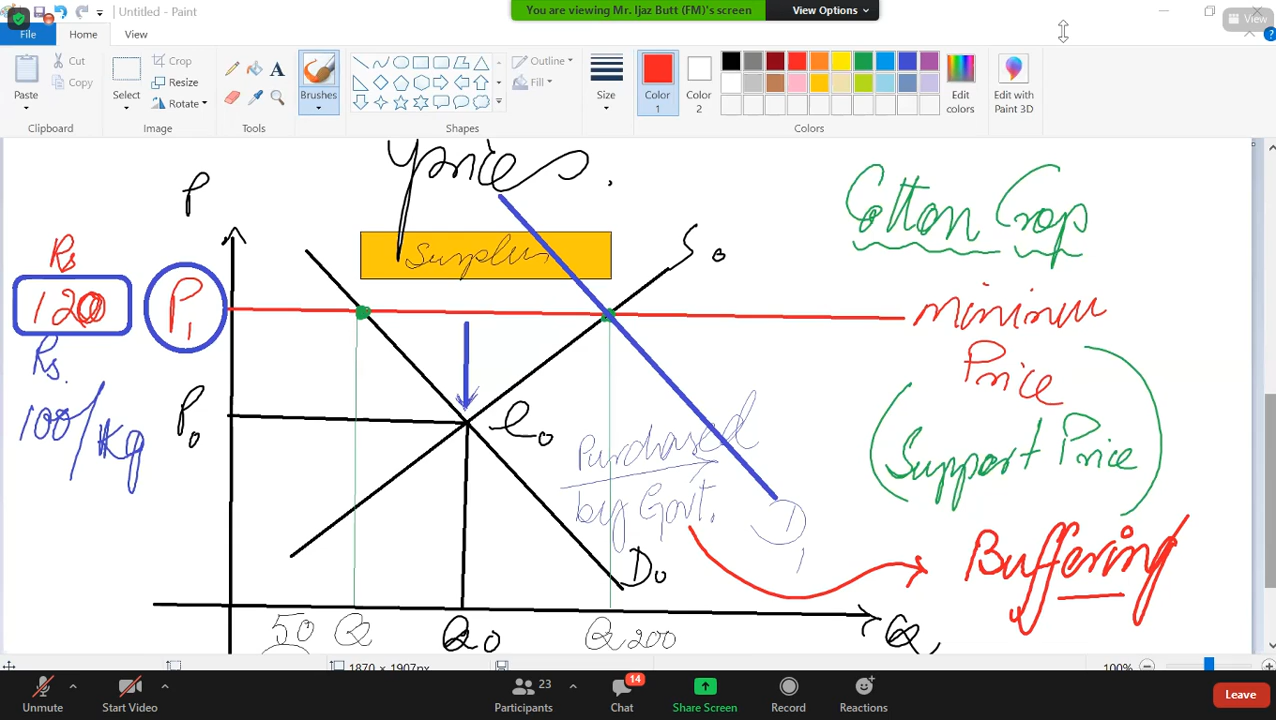 Untitled - Paint
You are viewing Mr. Ijaz Butt (FM)'s screen
View Options
View
File
Home
View
Paste
Cut
Copy
Clipboard
Select
Crop
Resize
Rotate
Image
A
Tools
Brushes
Shapes
Outline
Fill
Size
Color
1
Color
2
Colors
Edit
colors
Edit with
Paint 3D
prices.
P
Surplus
S0
Cotton Crop
Rs
120
P1
minimum
Price
Rs.
100/kg
P0
e0
(Support Price)
Purchased
by Govt.
D1
Buffering
D0
50 Q
Q0
Q 200
Q,
1870 × 1907px
100%
Unmute
Start Video
23
Participants
14
Chat
Share Screen
Record
Reactions
Leave